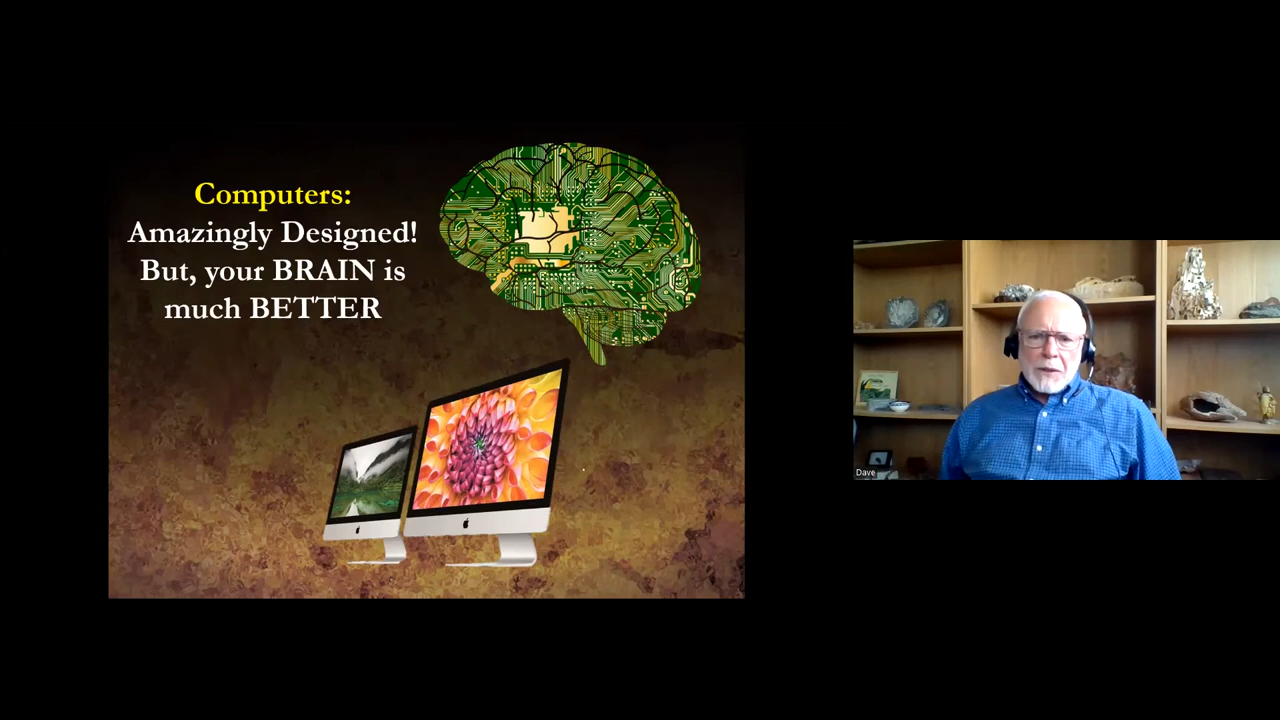 Computers:
Amazingly Designed!
But, your BRAIN is
much BETTER
Dave